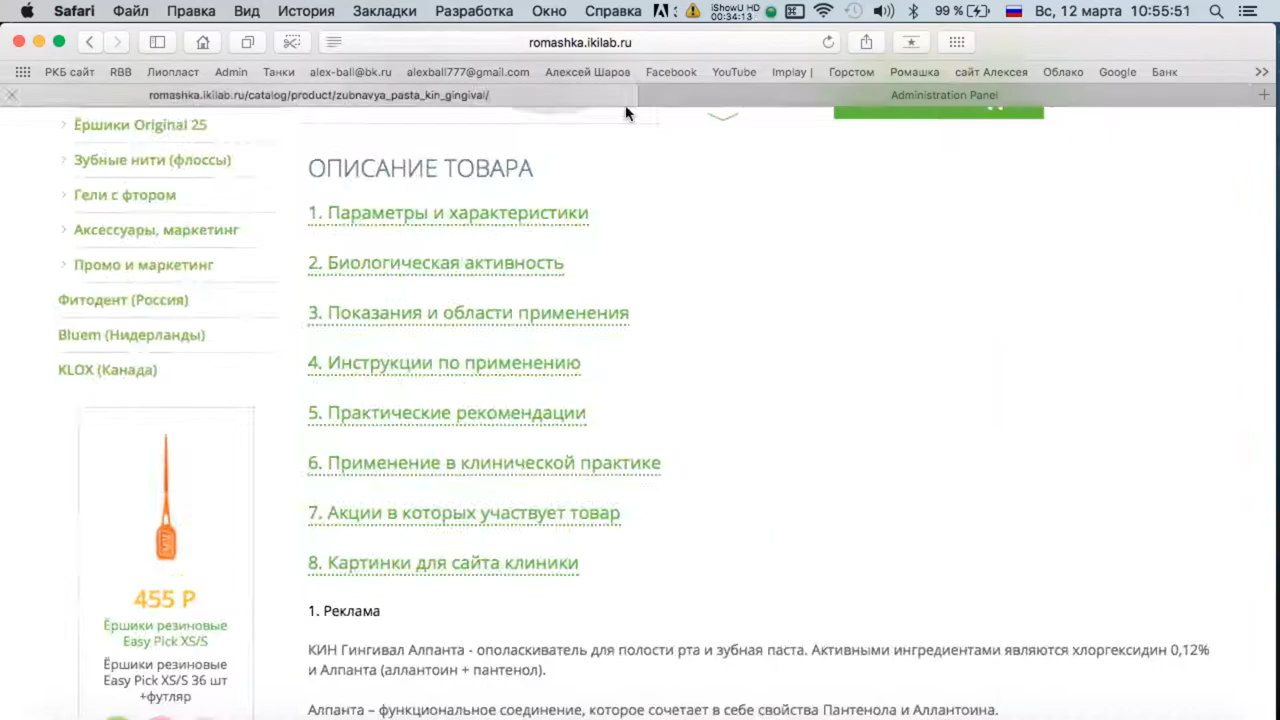 Safari Файл Правка Вид История Закладки Разработка Окно Справка iShowU HD 00:34:13 99 % Вс, 12 марта 10:55:51
romashka.ikilab.ru
РКБ сайт RBB Лиопласт Admin Танки alex-ball@bk.ru alexball777@gmail.com Алексей Шаров Facebook YouTube Implay | Горстом Ромашка сайт Алексея Облако Google Банк
romashka.ikilab.ru/catalog/product/zubnavya_pasta_kin_gingival/ Administration Panel
Ёршики Original 25
Зубные нити (флоссы)
Гели с фтором
Аксессуары, маркетинг
Промо и маркетинг
Фитодент (Россия)
Bluem (Нидерланды)
KLOX (Канада)
455 Р
Ёршики резиновые
Easy Pick XS/S
Ёршики резиновые
Easy Pick XS/S 36 шт
+футляр
ОПИСАНИЕ ТОВАРА
1. Параметры и характеристики
2. Биологическая активность
3. Показания и области применения
4. Инструкции по применению
5. Практические рекомендации
6. Применение в клинической практике
7. Акции в которых участвует товар
8. Картинки для сайта клиники
1. Реклама
КИН Гингивал Алпанта - ополаскиватель для полости рта и зубная паста. Активными ингредиентами являются хлоргексидин 0,12%
и Алпанта (аллантоин + пантенол).
Алпанта – функциональное соединение, которое сочетает в себе свойства Пантенола и Аллантоина.